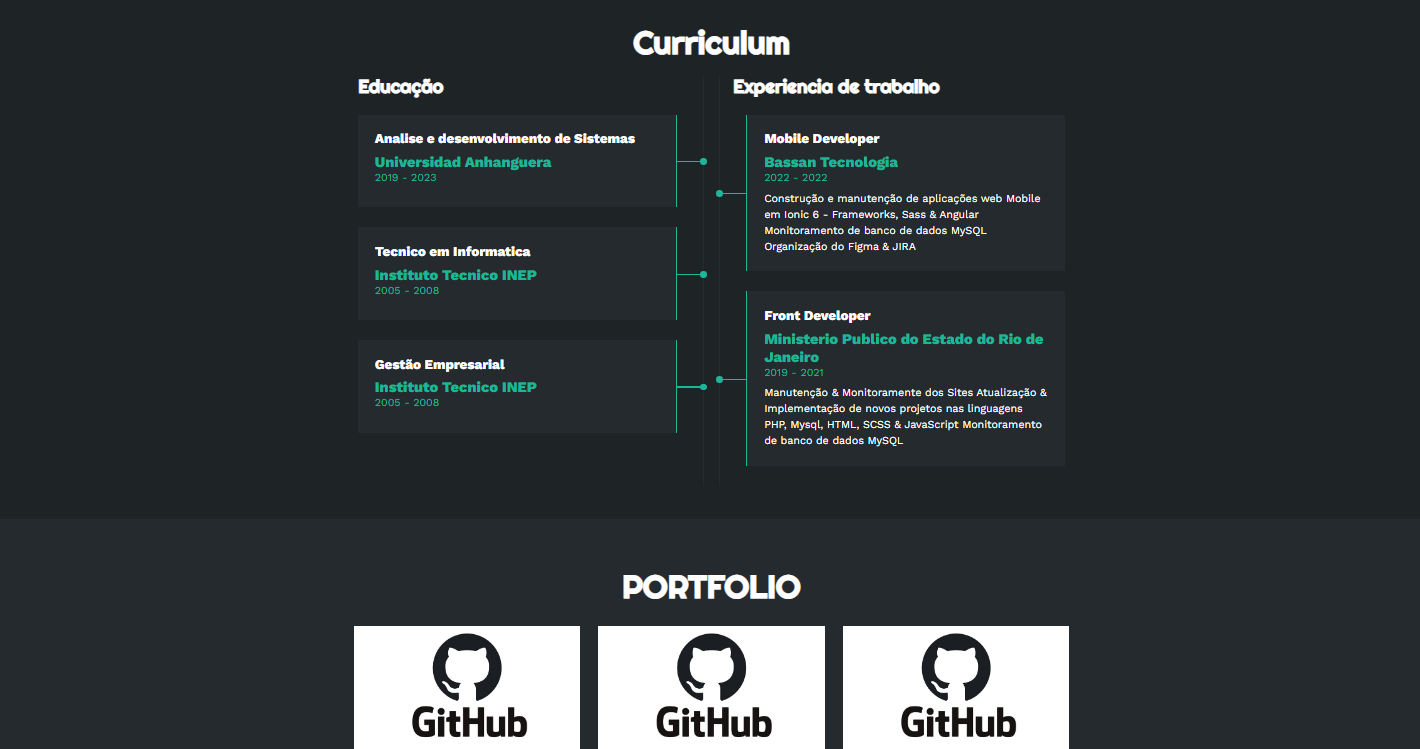 Curriculum
Educação
Analise e desenvolvimento de Sistemas
Universidad Anhanguera
2019 - 2023
Tecnico em Informatica
Instituto Tecnico INEP
2005 - 2008
Gestão Empresarial
Instituto Tecnico INEP
2005 - 2008
Experiencia de trabalho
Mobile Developer
Bassan Tecnologia
2022 - 2022
Construção e manutenção de aplicações web Mobile
em Ionic 6 - Frameworks, Sass & Angular
Monitoramento de banco de dados MySQL
Organização do Figma & JIRA
Front Developer
Ministerio Publico do Estado do Rio de
Janeiro
2019 - 2021
Manutenção & Monitoramente dos Sites Atualização &
Implementação de novos projetos nas linguagens
PHP, Mysql, HTML, SCSS & JavaScript Monitoramento
de banco de dados MySQL
PORTFOLIO
GitHub
GitHub
GitHub